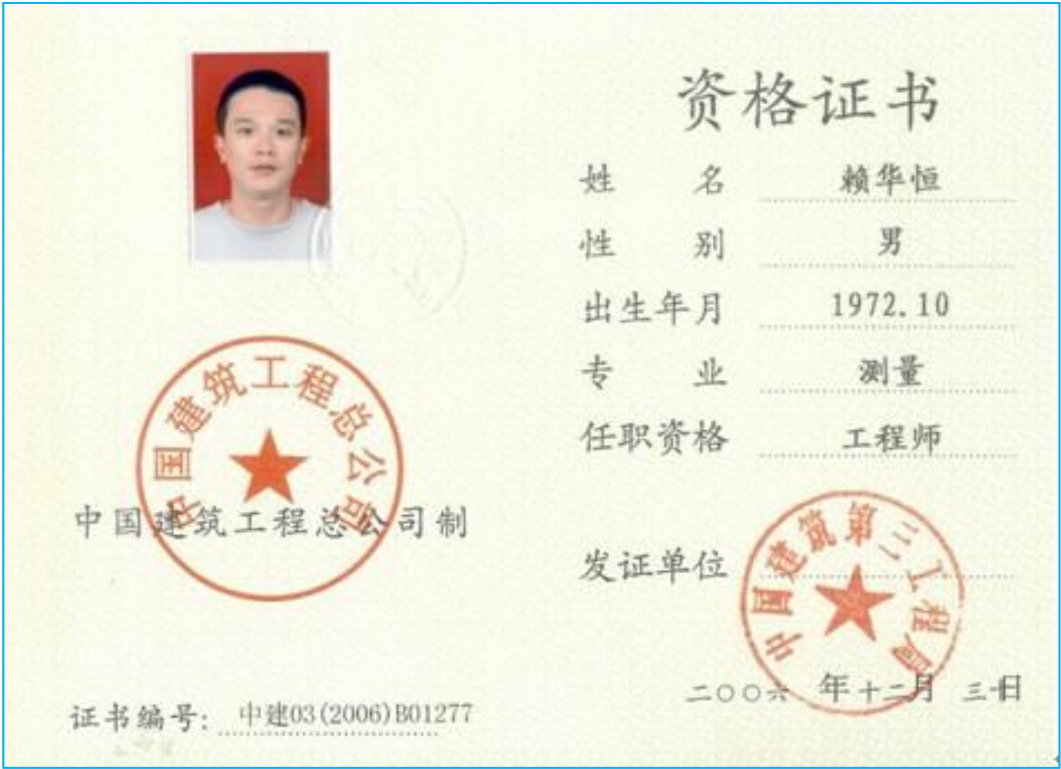 中国建筑工程总公司
中国建筑工程总公司制
证书编号: 中建03(2006)B01277
资格证书
姓 名 赖华恒
性 别 男
出生年月 1972.10
专 业 测量
任职资格 工程师
发证单位
中国建筑第三工程局
二〇〇六 年 十二月 三十日